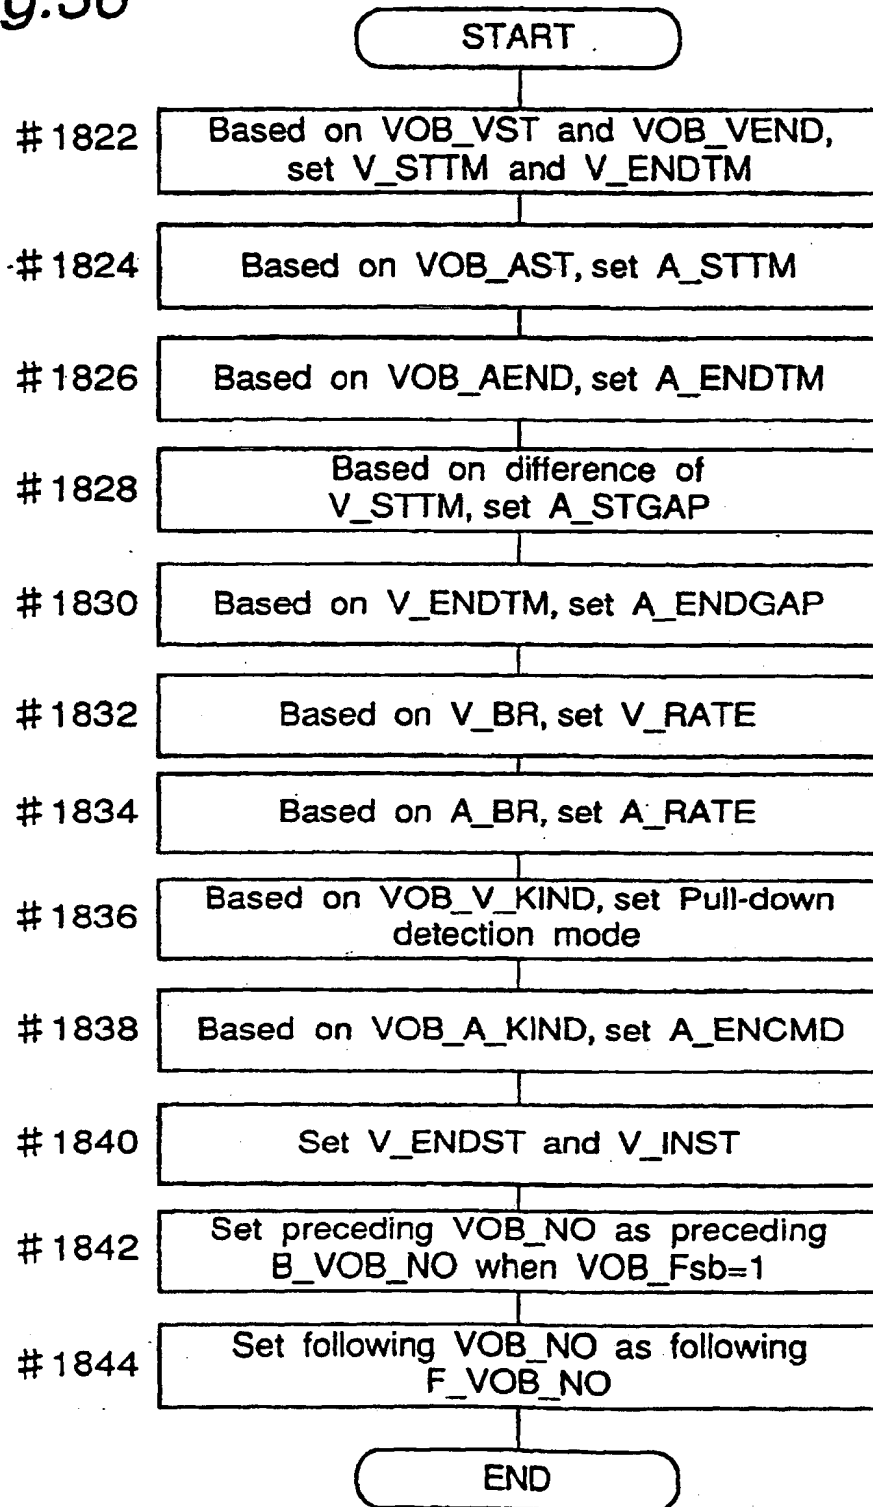 START
#1822
Based on VOB_VST and VOB_VEND,
set V_STTM and V_ENDTM
#1824
Based on VOB_AST, set A_STTM
#1826
Based on VOB_AEND, set A_ENDTM
#1828
Based on difference of
V_STTM, set A_STGAP
#1830
Based on V_ENDTM, set A_ENDGAP
#1832
Based on V_BR, set V_RATE
#1834
Based on A_BR, set A_RATE
#1836
Based on VOB_V_KIND, set Pull-down
detection mode
#1838
Based on VOB_A_KIND, set A_ENCMD
#1840
Set V_ENDST and V_INST
#1842
Set preceding VOB_NO as preceding
B_VOB_NO when VOB_Fsb=1
#1844
Set following VOB_NO as following
F_VOB_NO
END